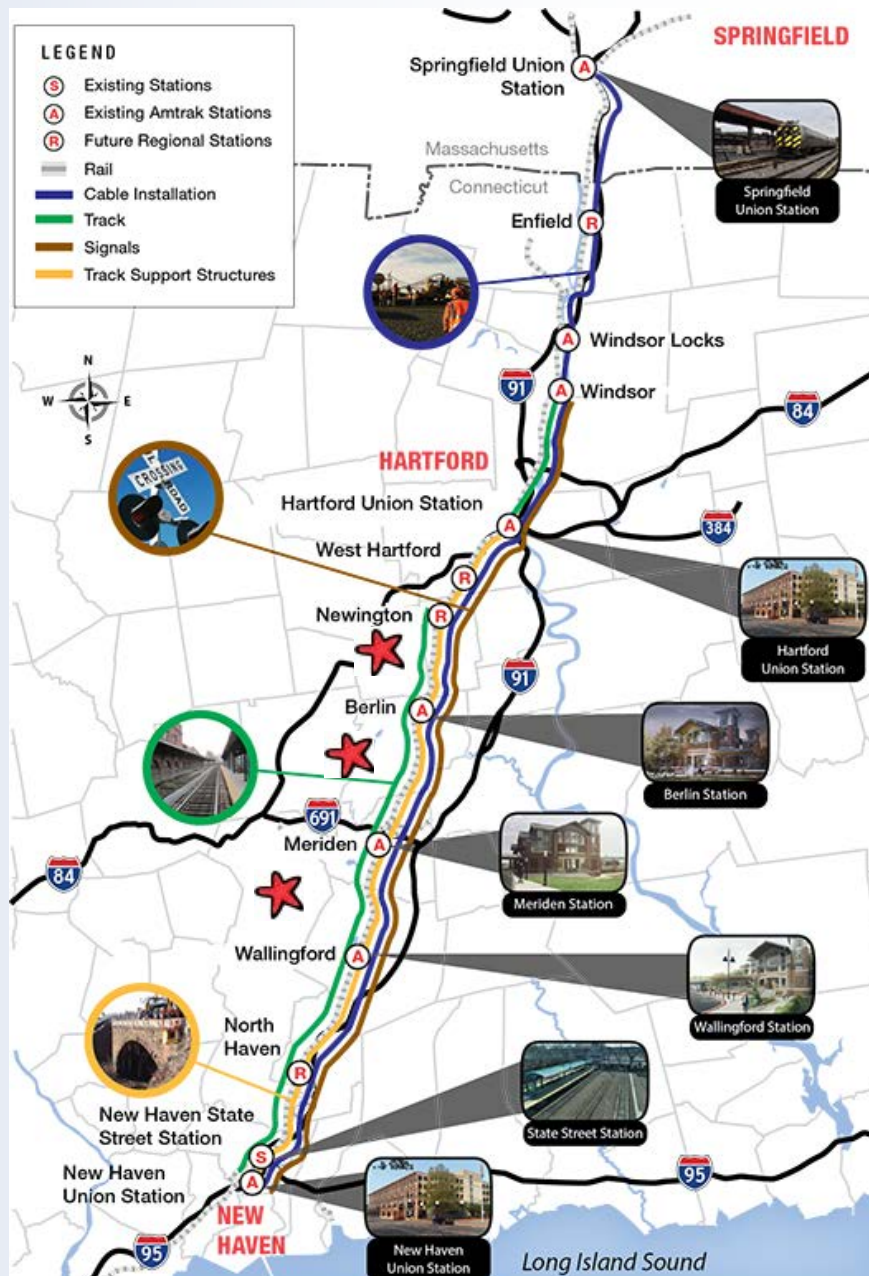 LEGEND
S Existing Stations
A Existing Amtrak Stations
R Future Regional Stations
Rail
Cable Installation
Track
Signals
Track Support Structures
SPRINGFIELD
Springfield Union
Station
A
Massachusetts
Connecticut
Springfield
Union Station
Enfield
R
A
Windsor Locks
A
Windsor
91
84
N
W
E
S
HARTFORD
CROSSING
ROAD
Hartford Union Station
A
384
West Hartford
R
Newington
R
Hartford
Union Station
91
Berlin
A
Berlin Station
691
Meriden
A
84
Meriden Station
Wallingford
A
Wallingford Station
North
Haven
R
New Haven State
Street Station
S
State Street Station
New Haven
Union Station
A
95
NEW
HAVEN
95
New Haven
Union Station
Long Island Sound